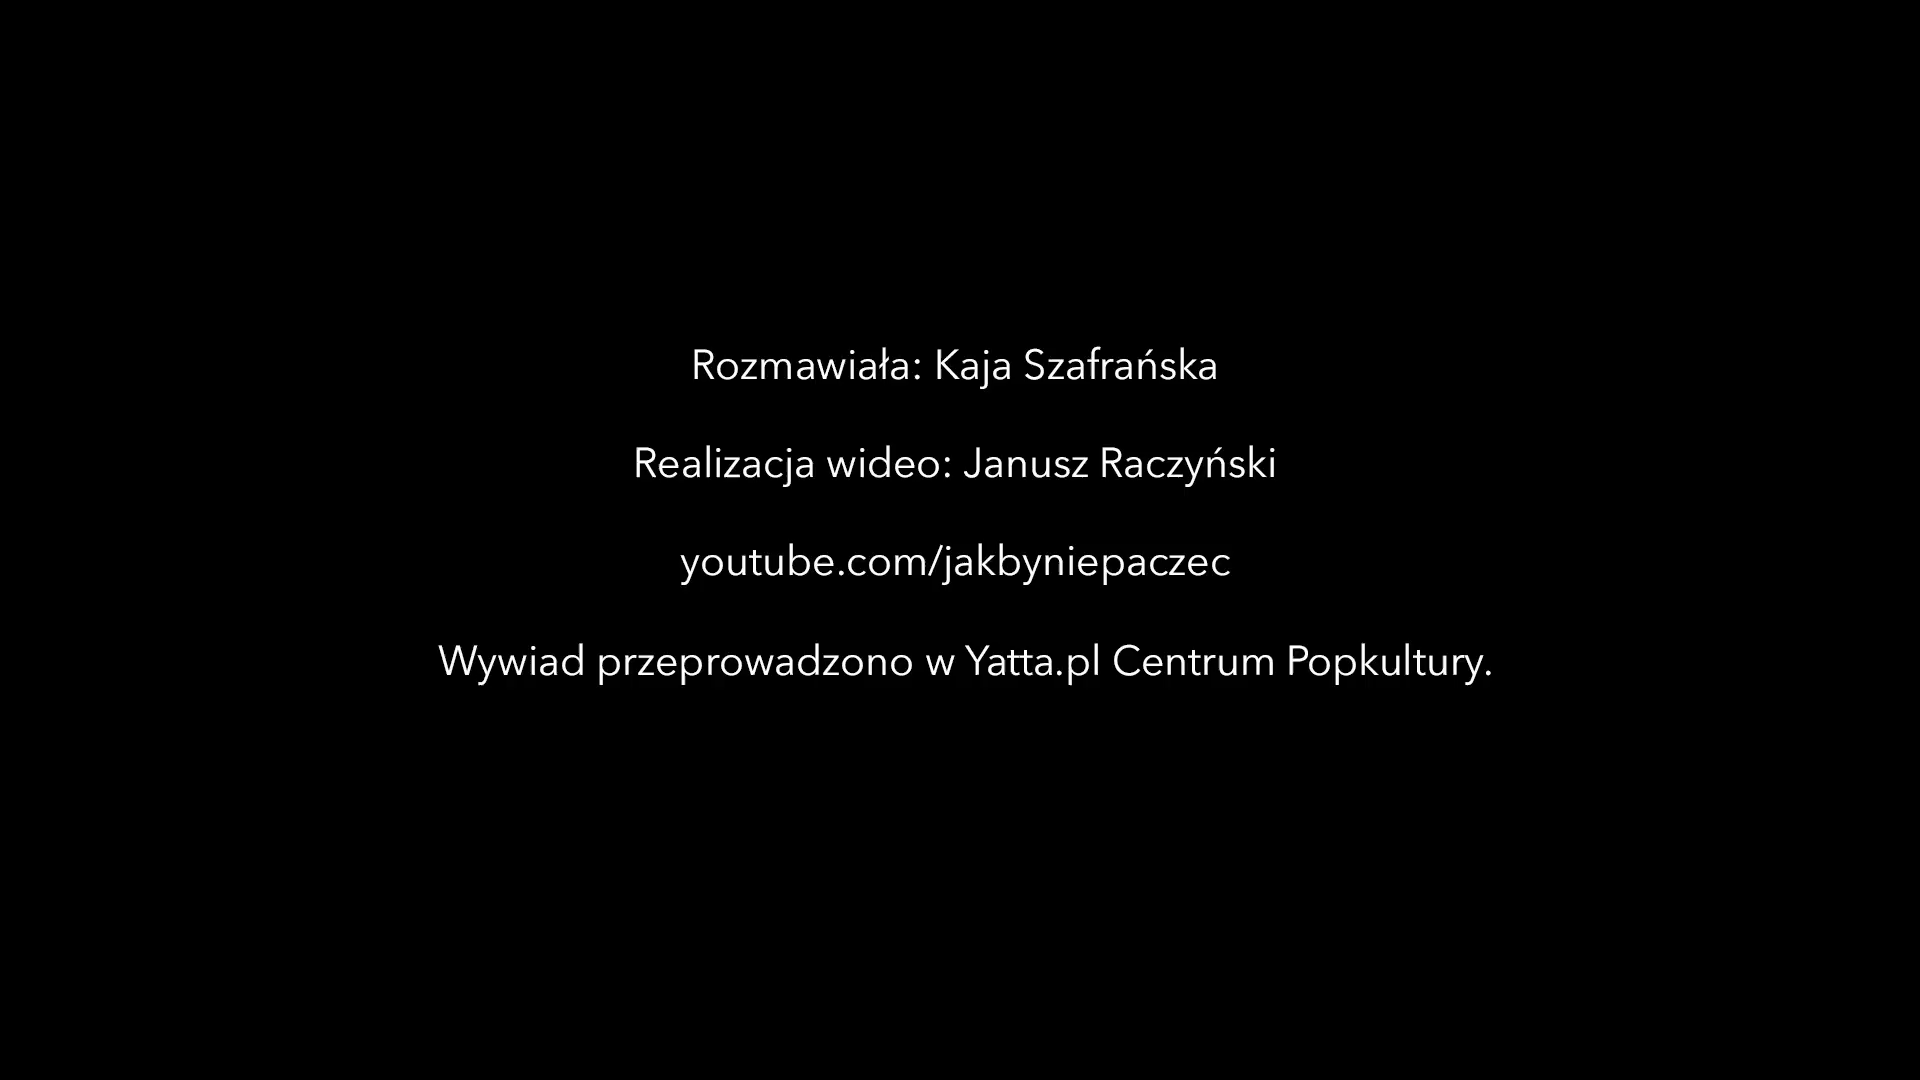 Rozmawiała: Kaja Szafrańska
Realizacja wideo: Janusz Raczyński
youtube.com/jakbyniepaczec
Wywiad przeprowadzono w Yatta.pl Centrum Popkultury.